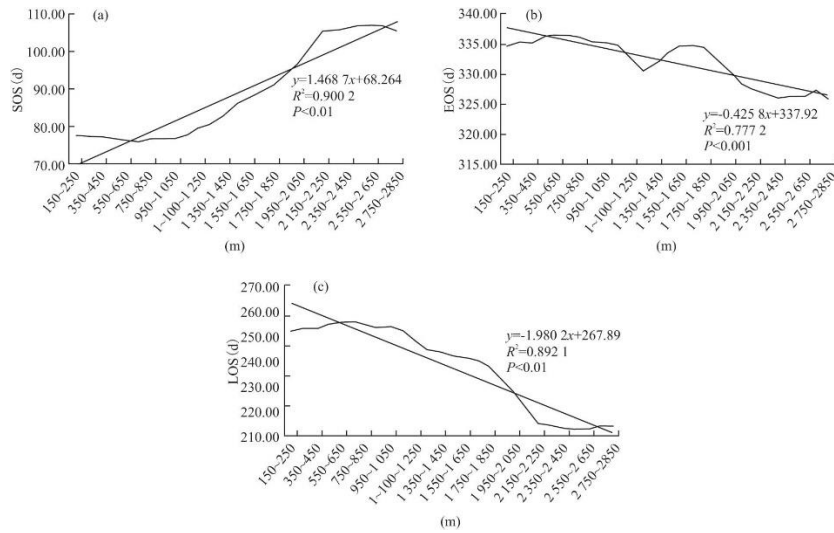 (a)
SOS (d)
110.00
100.00
90.00
80.00
70.00
y=1.468 7x+68.264
R²=0.900 2
P<0.01
150~250
350~450
550~650
750~850
950~1 050
1~100~1 250
1 350~1 450
1 550~1 650
1 750~1 850
1 950~2 050
2 150~2 250
2 350~2 450
2 550~2 650
2 750~2850
(m)
(b)
EOS (d)
340.00
335.00
330.00
325.00
320.00
315.00
y=-0.425 8x+337.92
R²=0.777 2
P<0.001
150~250
350~450
550~650
750~850
950~1 050
1~100~1 250
1 350~1 450
1 550~1 650
1 750~1 850
1 950~2 050
2 150~2 250
2 350~2 450
2 550~2 650
2 750~2850
(m)
(c)
LOS (d)
270.00
260.00
250.00
240.00
230.00
220.00
210.00
y=-1.980 2x+267.89
R²=0.892 1
P<0.01
150~250
350~450
550~650
750~850
950~1 050
1~100~1 250
1 350~1 450
1 550~1 650
1 750~1 850
1 950~2 050
2 150~2 250
2 350~2 450
2 550~2 650
2 750~2850
(m)